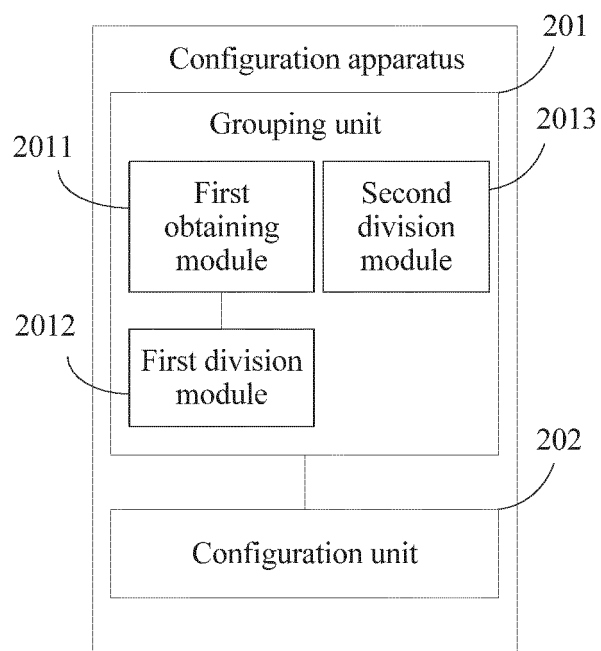 Configuration apparatus
201
Grouping unit
2011
2013
First
obtaining
module
Second
division
module
2012
First division
module
202
Configuration unit